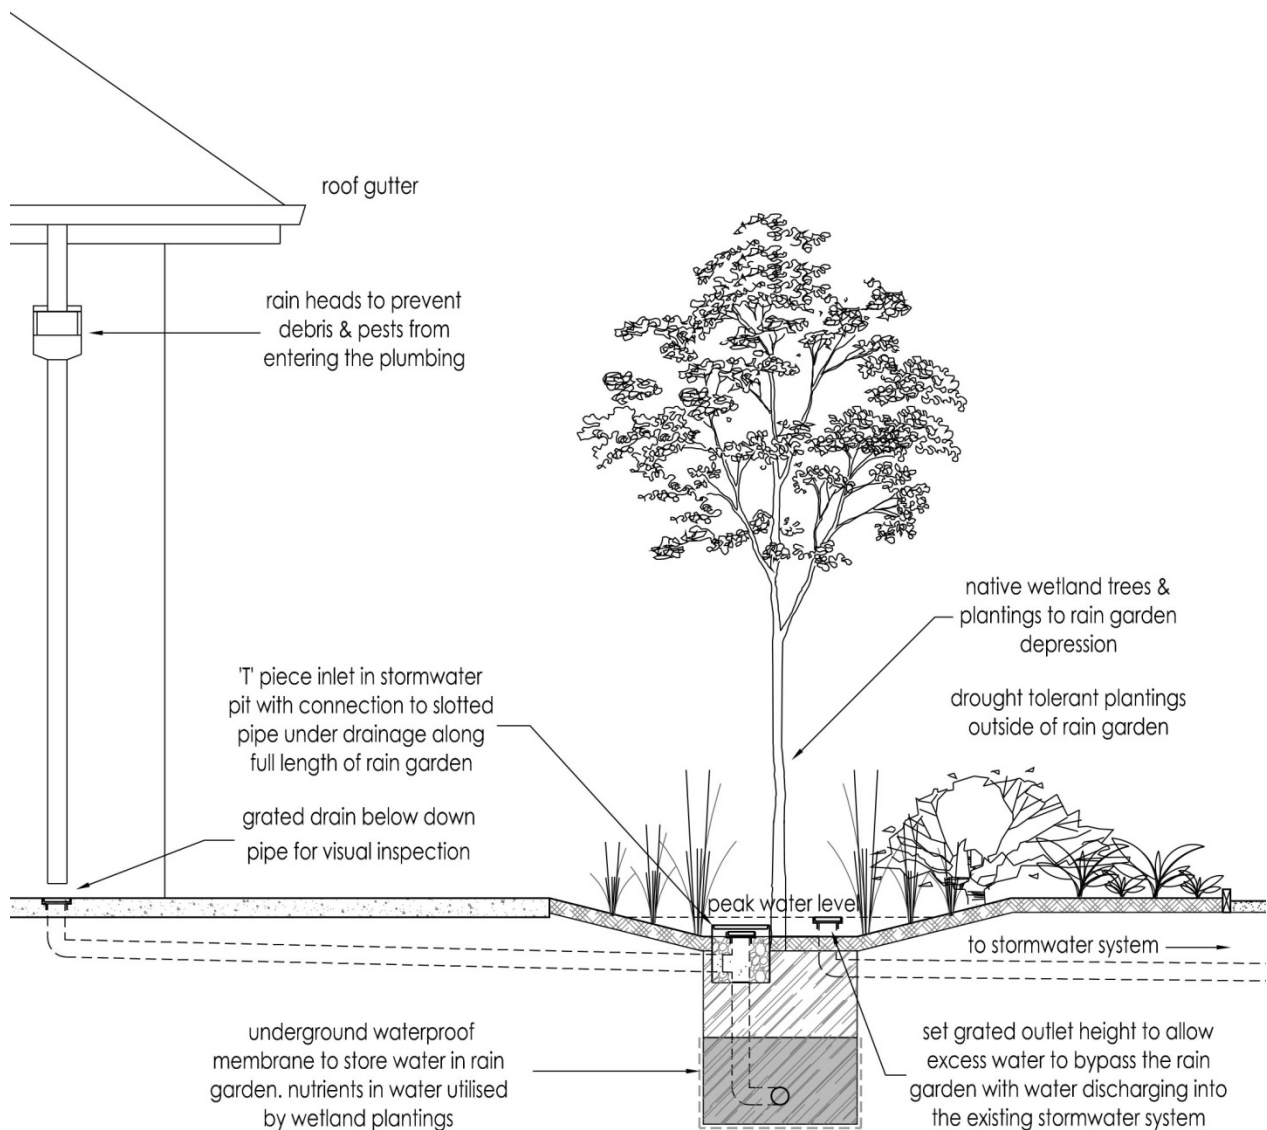 roof gutter
rain heads to prevent
debris & pests from
entering the plumbing
native wetland trees &
plantings to rain garden
depression
'T' piece inlet in stormwater
pit with connection to slotted
pipe under drainage along
full length of rain garden
drought tolerant plantings
outside of rain garden
grated drain below down
pipe for visual inspection
peak water level
to stormwater system
underground waterproof
membrane to store water in rain
garden. nutrients in water utilised
by wetland plantings
set grated outlet height to allow
excess water to bypass the rain
garden with water discharging into
the existing stormwater system